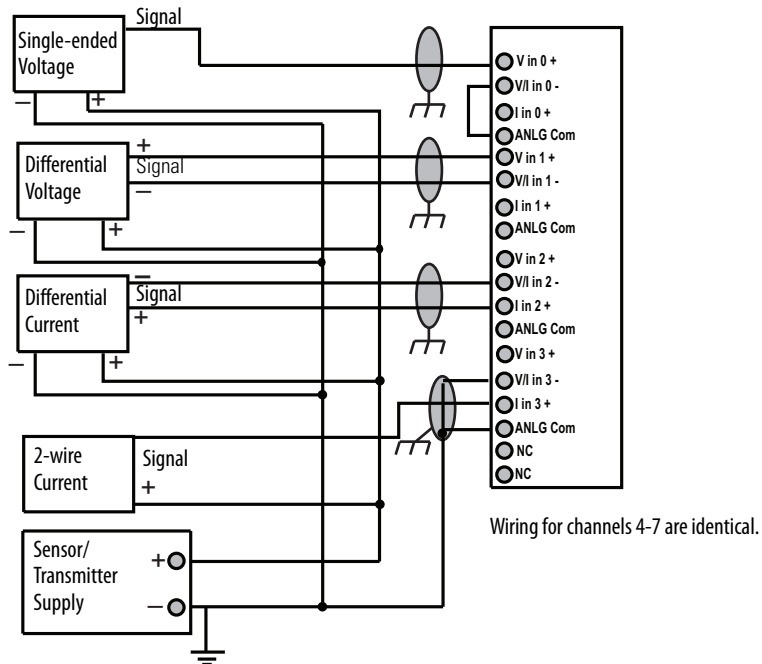 Signal
Single-ended
Voltage
— +
+
Differential
Voltage
Signal
—
— +
—
Differential
Current
Signal
+
— +
2-wire
Current
Signal
+
Sensor/
Transmitter
Supply
+
—
V in 0 +
V/I in 0 -
I in 0 +
ANLG Com
V in 1 +
V/I in 1 -
I in 1 +
ANLG Com
V in 2 +
V/I in 2 -
I in 2 +
ANLG Com
V in 3 +
V/I in 3 -
I in 3 +
ANLG Com
NC
NC
Wiring for channels 4-7 are identical.